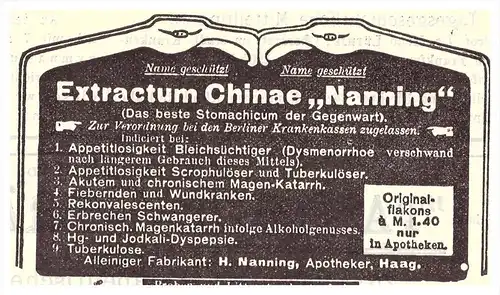 Name geschützt Name geschützt
Extractum Chinae „Nanning“
(Das beste Stomachicum der Gegenwart).
Zur Verordnung bei den Berliner Krankenkassen zugelassen.
Indiciert bei:
1. Appetitlosigkeit Bleichsüchtiger (Dysmenorrhoe verschwand
nach längerem Gebrauch dieses Mittels).
2. Appetitlosigkeit Scrophulöser und Tuberkulöser.
3. Akutem und chronischem Magen-Katarrh.
4. Fiebernden und Wundkranken.
5. Rekonvalescenten.
6. Erbrechen Schwangerer.
7. Chronisch. Magenkatarrh infolge Alkoholgenusses.
8. Hg- und Jodkali-Dyspepsie.
9. Tuberkulose.
Original-
flakons
à M. 1.40
nur
in Apotheken.
Alleiniger Fabrikant: H. Nanning, Apotheker, Haag.